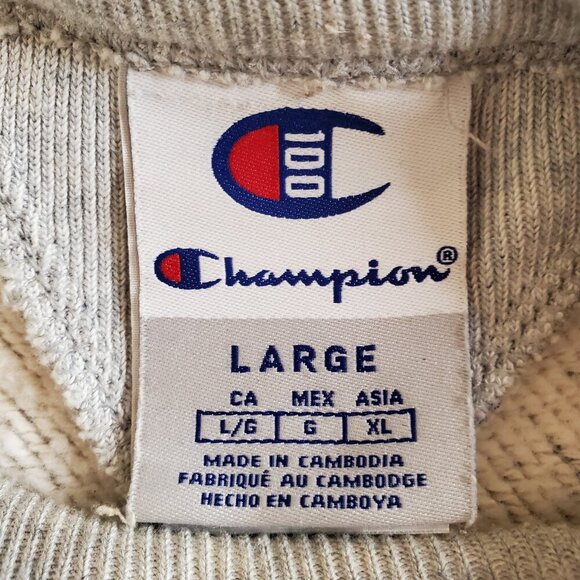 100
Champion®
LARGE
CA MEX ASIA
L/G G XL
MADE IN CAMBODIA
FABRIQUÉ AU CAMBODGE
HECHO EN CAMBOYA